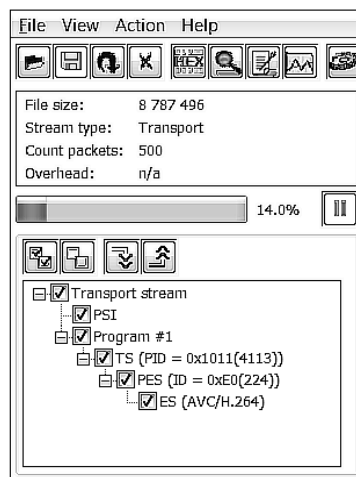 File View Action Help
HEX
File size: 8 787 496
Stream type: Transport
Count packets: 500
Overhead: n/a
14.0%
Transport stream
PSI
Program #1
TS (PID = 0x1011(4113))
PES (ID = 0xE0(224))
ES (AVC/H.264)